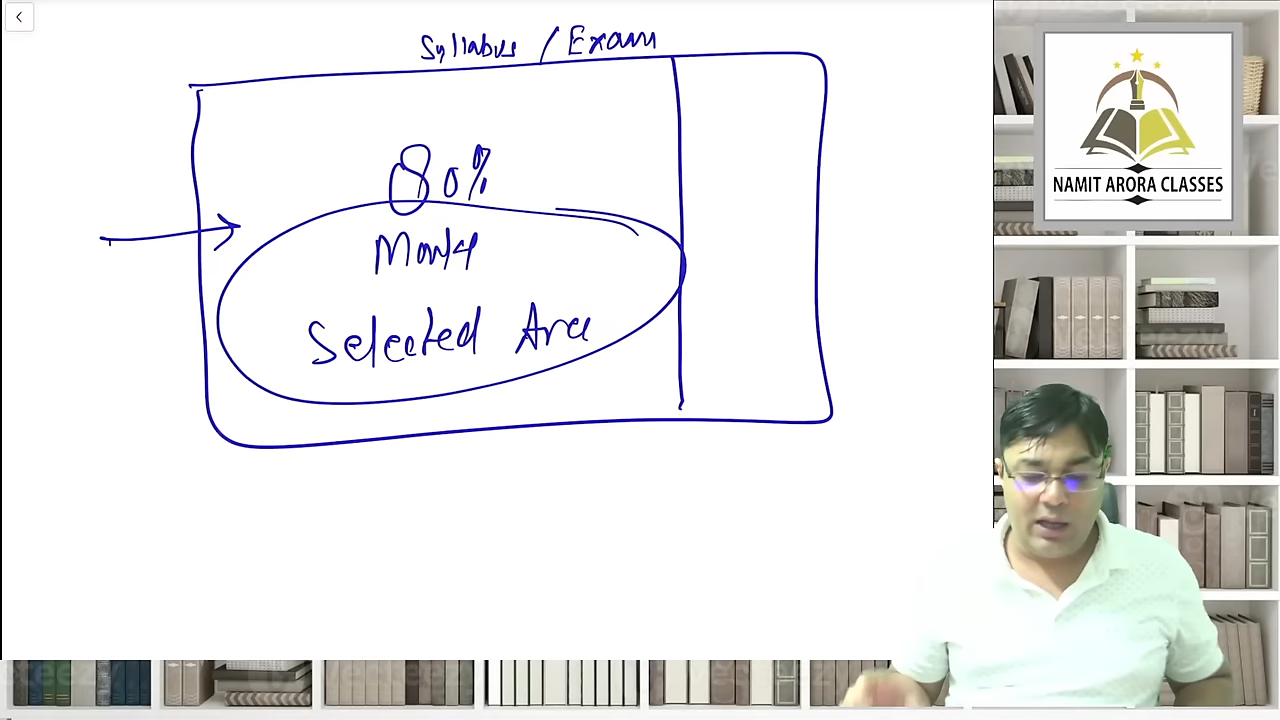 Syllabus / Exam
80%
Marks
Selected Area
NAMIT ARORA CLASSES